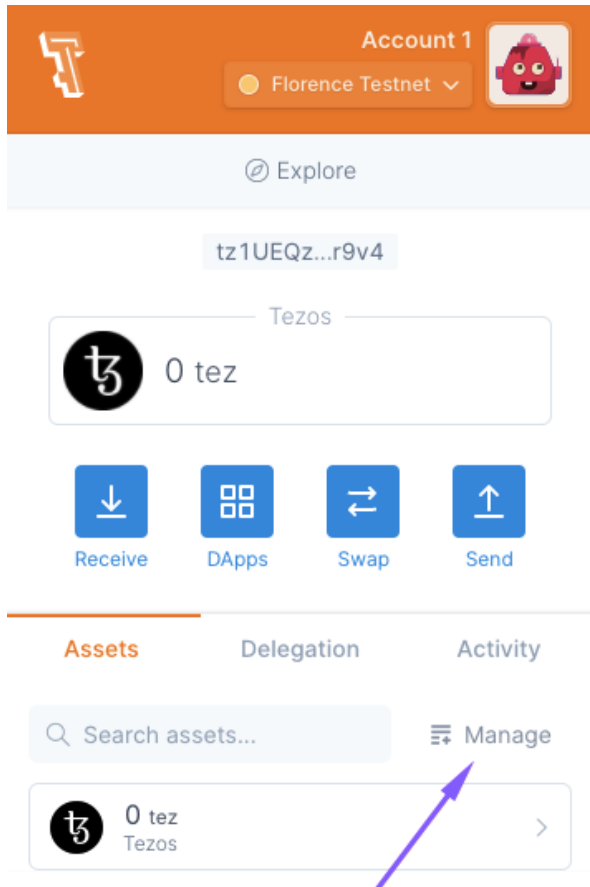 Account 1
Florence Testnet
Explore
tz1UEQz...r9v4
Tezos
0 tez
Receive DApps Swap Send
Assets Delegation Activity
Search assets... Manage
0 tez
Tezos